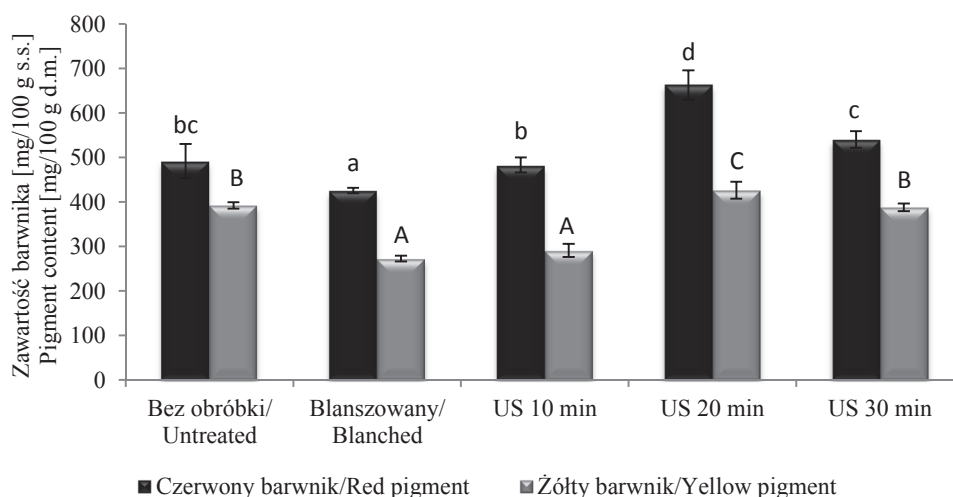 Zawartość barwnika [mg/100 g s.s.]
Pigment content [mg/100 g d.m.]
800
700
600
500
400
300
200
100
0
bc
B
a
A
b
A
d
C
c
B
Bez obróbki/
Untreated
Blanszowany/
Blanched
US 10 min
US 20 min
US 30 min
Czerwony barwnik/Red pigment
Żółty barwnik/Yellow pigment